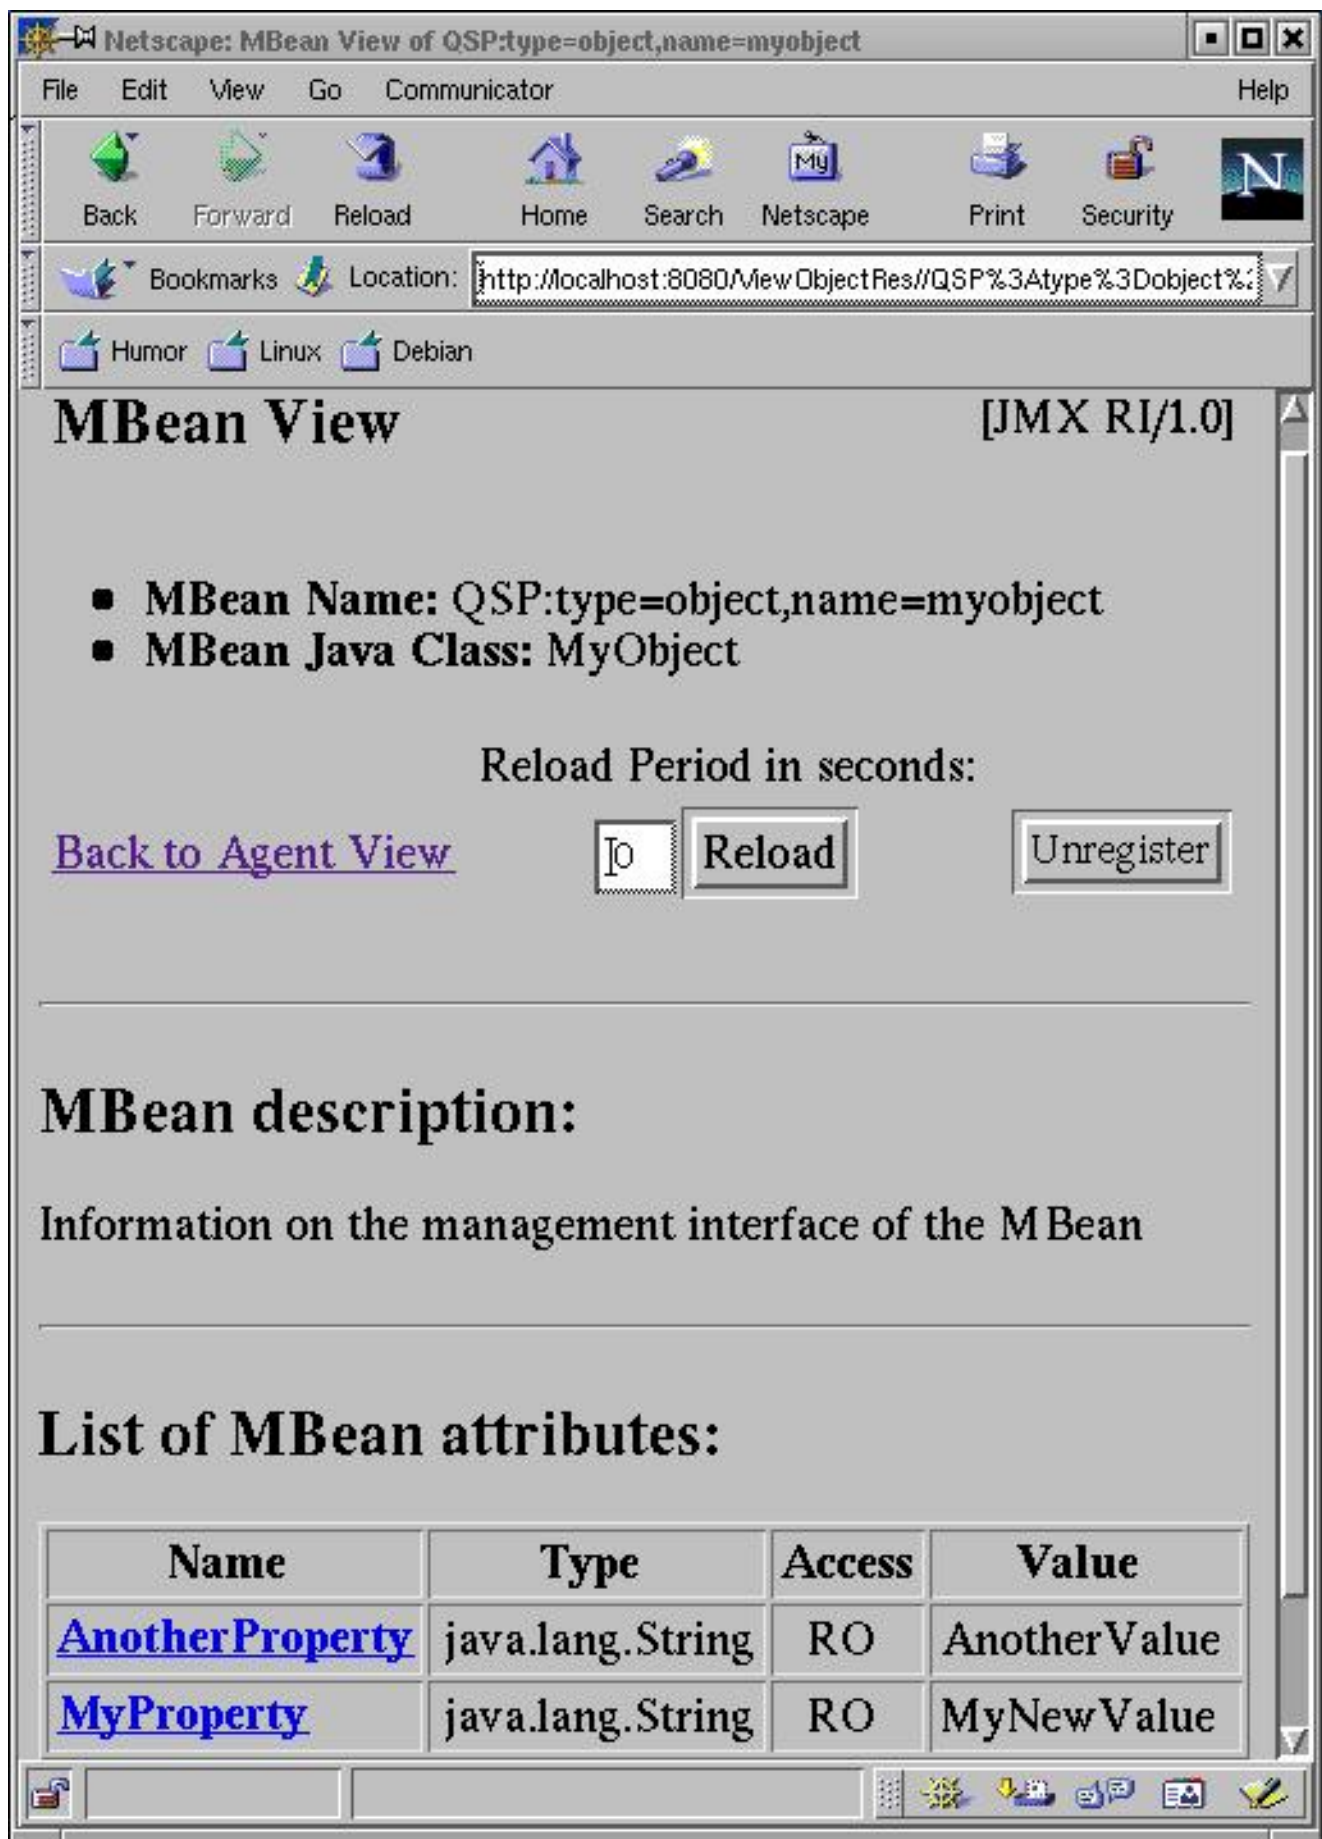 Netscape: MBean View of QSP:type=object,name=myobject
File Edit View Go Communicator Help
My N
Back Forward Reload Home Search Netscape Print Security
Bookmarks Location: http://localhost:8080/ViewObjectRes//QSP%3Atype%3Dobject%2
Humor Linux Debian
MBean View [JMX RI/1.0]
MBean Name: QSP:type=object,name=myobject
MBean Java Class: MyObject
Reload Period in seconds:
Back to Agent View 0 Reload Unregister
MBean description:
Information on the management interface of the MBean
List of MBean attributes:
Name Type Access Value
AnotherProperty java.lang.String RO AnotherValue
MyProperty java.lang.String RO MyNewValue